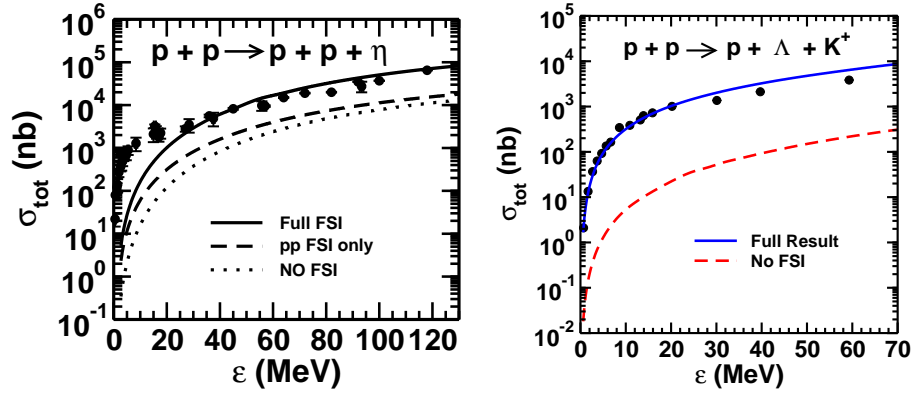 p + p → p + p + η
σ_tot (nb)
10^6
10^5
10^4
10^3
10^2
10^1
10^0
10^-1
Full FSI
pp FSI only
NO FSI
0 20 40 60 80 100 120
ε (MeV)
p + p → p + Λ + K^+
σ_tot (nb)
10^5
10^4
10^3
10^2
10^1
10^0
10^-1
10^-2
Full Result
No FSI
0 10 20 30 40 50 60 70
ε (MeV)